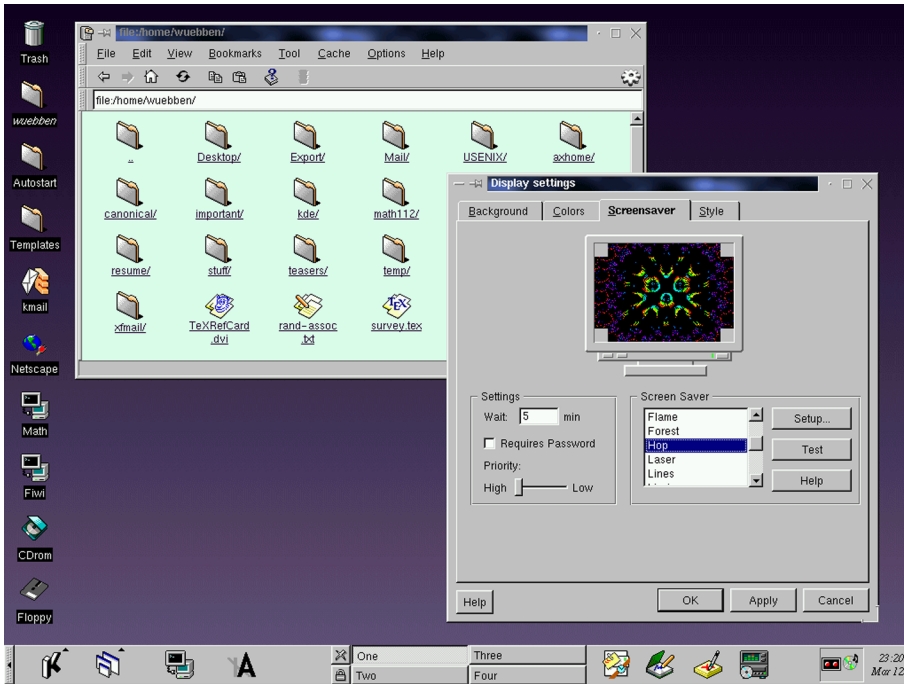 Trash
wuebben
Autostart
Templates
kmail
Netscape
Math
Fiwi
CDrom
Floppy
file:/home/wuebben/
File Edit View Bookmarks Tool Cache Options Help
file:/home/wuebben/
.. Desktop/ Export/ Mail/ USENIX/ axhome/
canonical/ important/ kde/ math112/
resume/ stuff/ teasers/ temp/
xfmail/ TeXRefCard rand-assoc survey.tex
.dvi .txt
Display settings
Background Colors Screensaver Style
Settings
Wait: 5 min
Requires Password
Priority:
High Low
Screen Saver
Flame
Forest
Hop
Laser
Lines
Setup...
Test
Help
Help OK Apply Cancel
One Three
Two Four
23:20
Mar 12